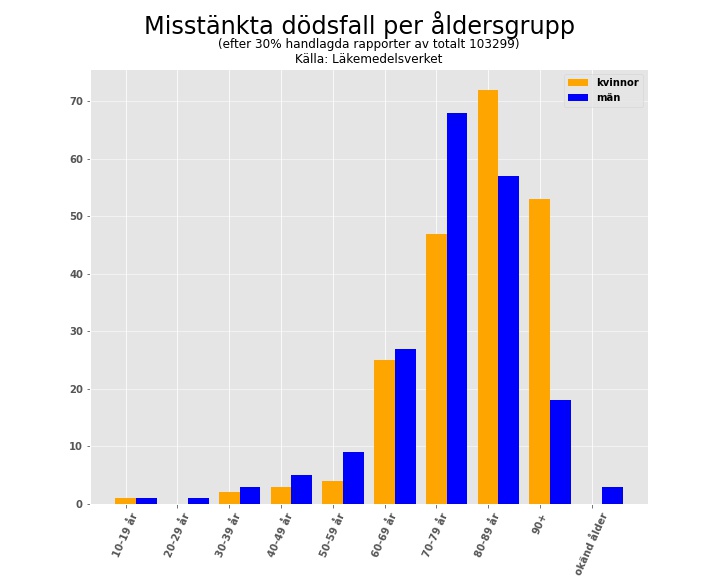 Misstänkta dödsfall per åldersgrupp
(efter 30% handlagda rapporter av totalt 103299)
Källa: Läkemedelsverket
kvinnor
män
70
60
50
40
30
20
10
0
10-19 år
20-29 år
30-39 år
40-49 år
50-59 år
60-69 år
70-79 år
80-89 år
90+
okänd ålder